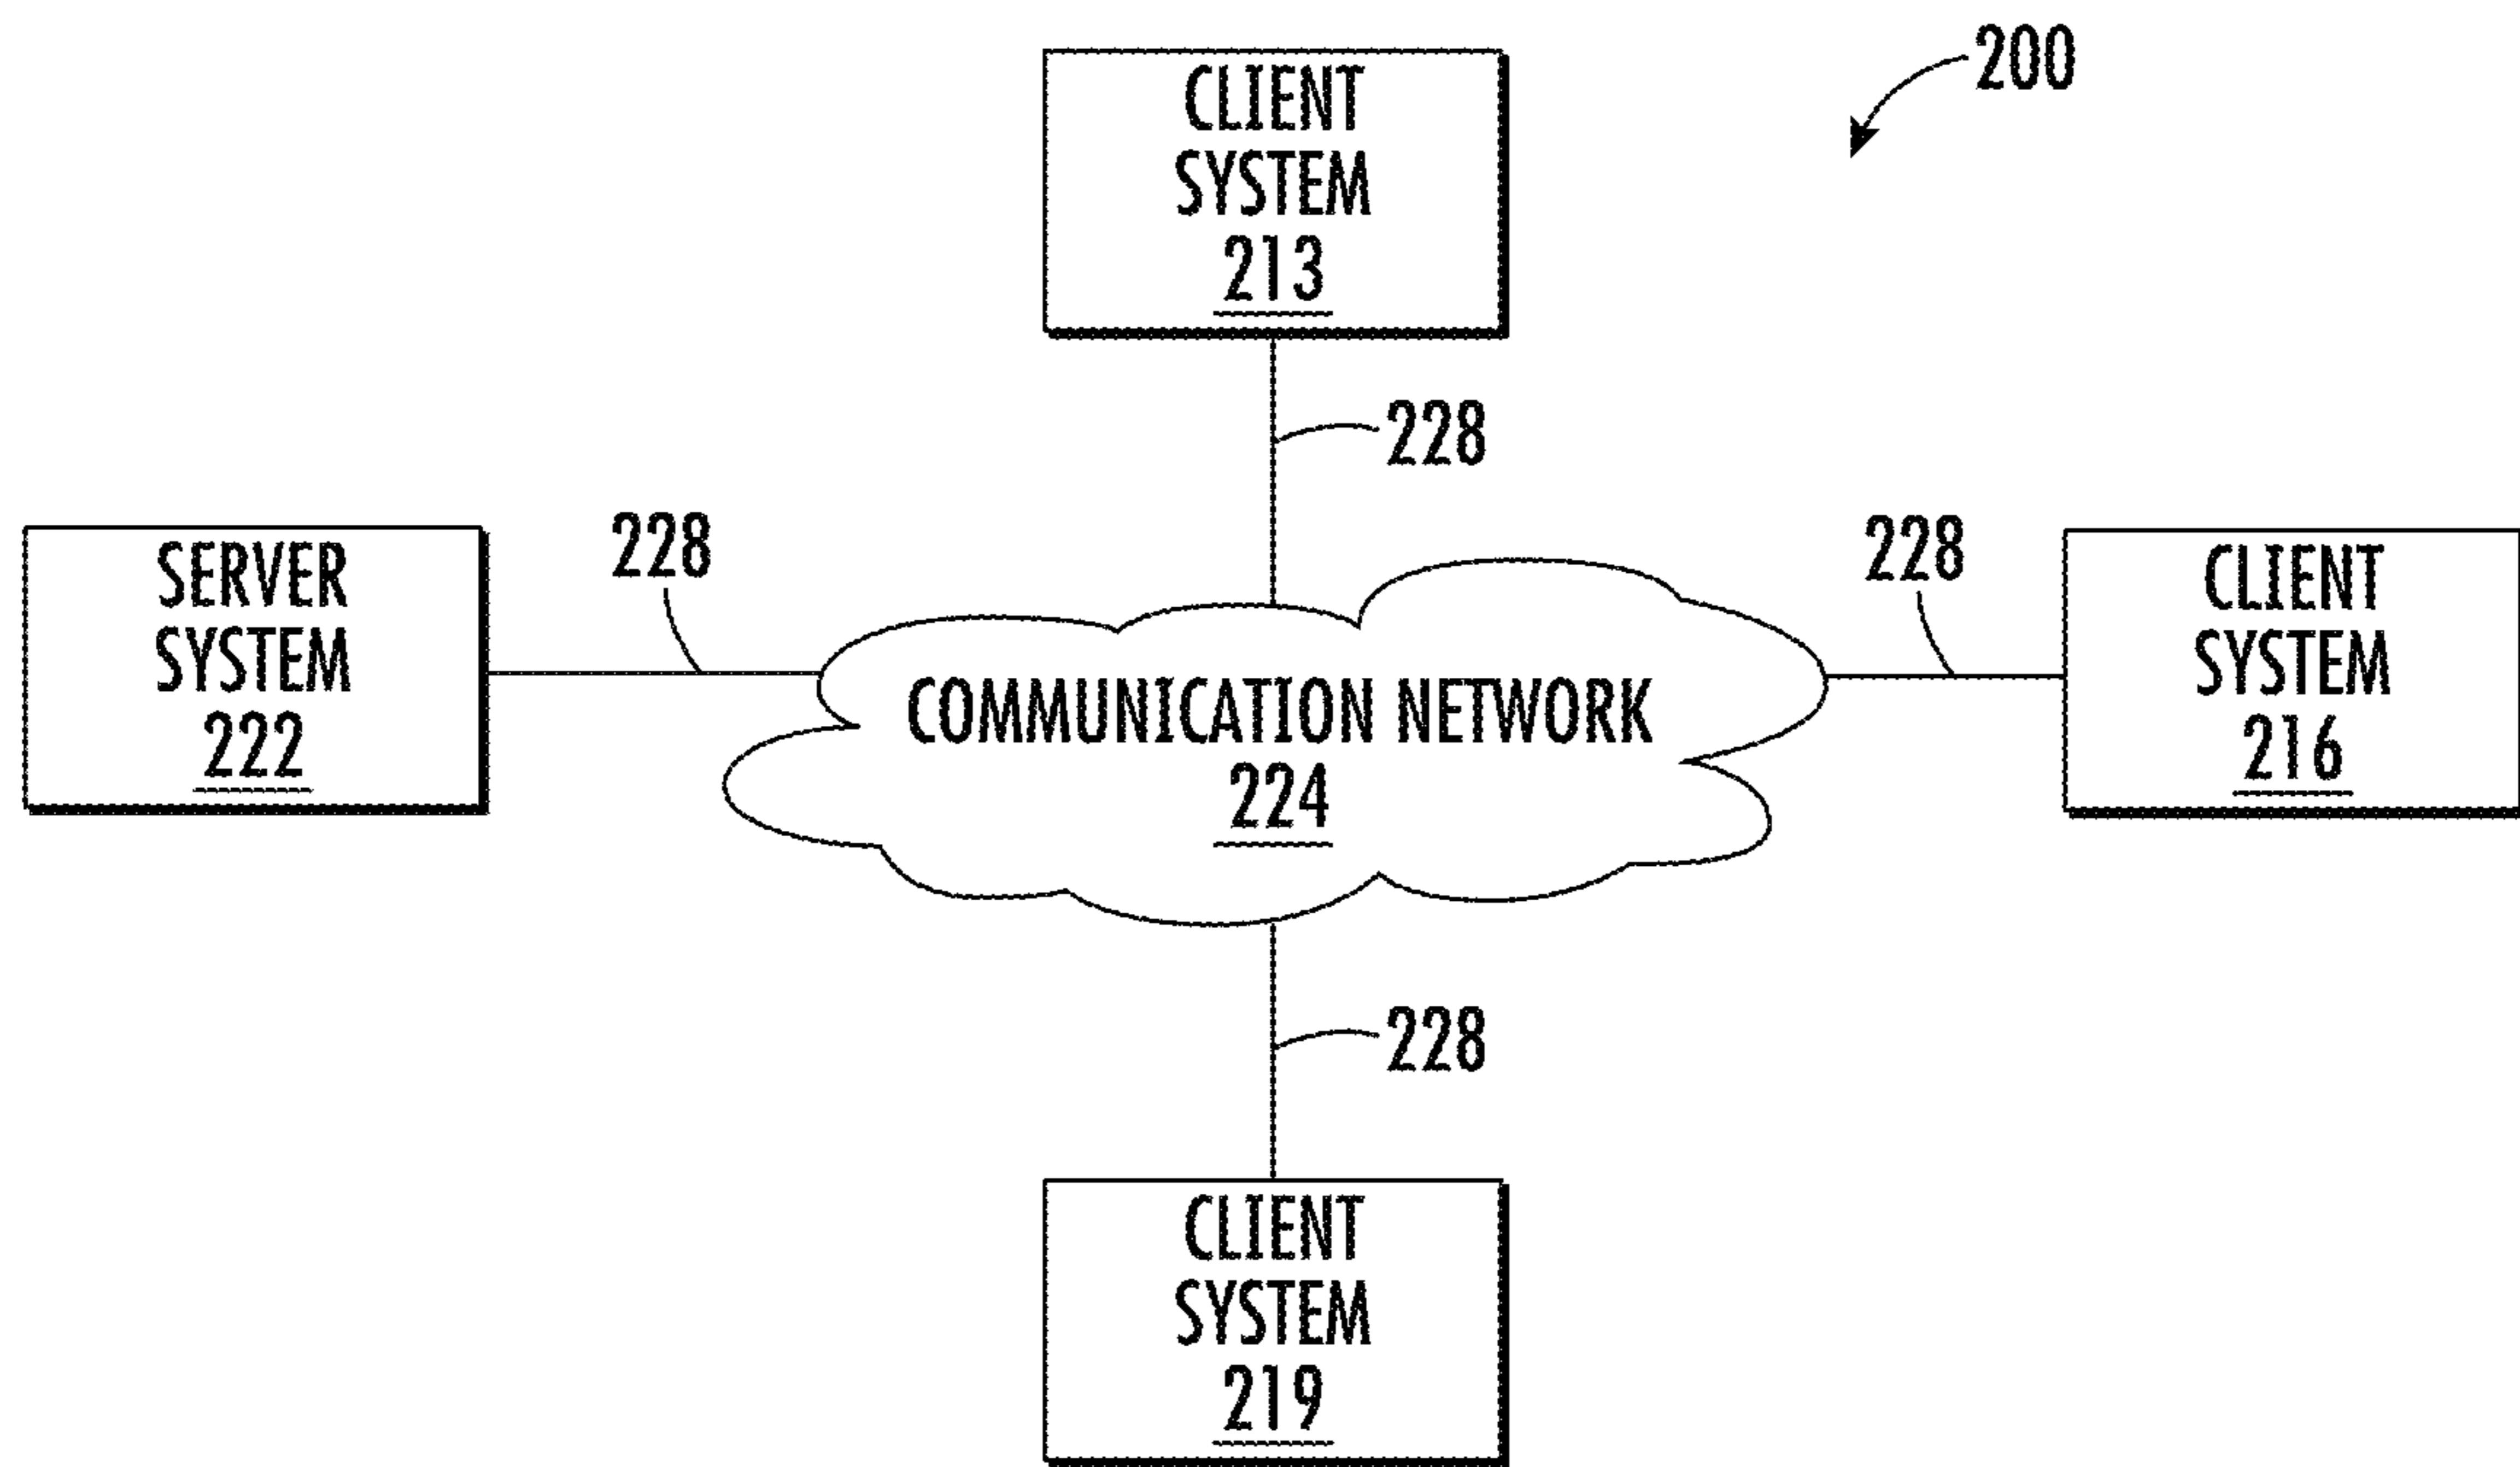 200
CLIENT
SYSTEM
213
228
SERVER
SYSTEM
222
228
228
CLIENT
SYSTEM
216
COMMUNICATION NETWORK
224
228
CLIENT
SYSTEM
219